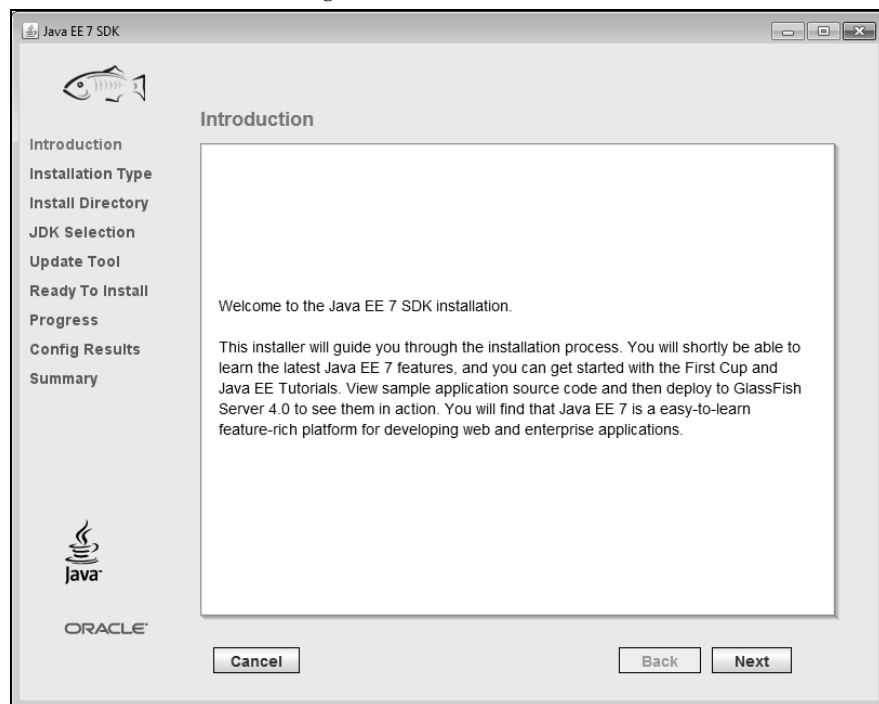 Java EE 7 SDK
Introduction
Introduction
Installation Type
Install Directory
JDK Selection
Update Tool
Ready To Install
Progress
Config Results
Summary
Welcome to the Java EE 7 SDK installation.
This installer will guide you through the installation process. You will shortly be able to
learn the latest Java EE 7 features, and you can get started with the First Cup and
Java EE Tutorials. View sample application source code and then deploy to GlassFish
Server 4.0 to see them in action. You will find that Java EE 7 is a easy-to-learn
feature-rich platform for developing web and enterprise applications.
Java
ORACLE
Cancel
Back
Next